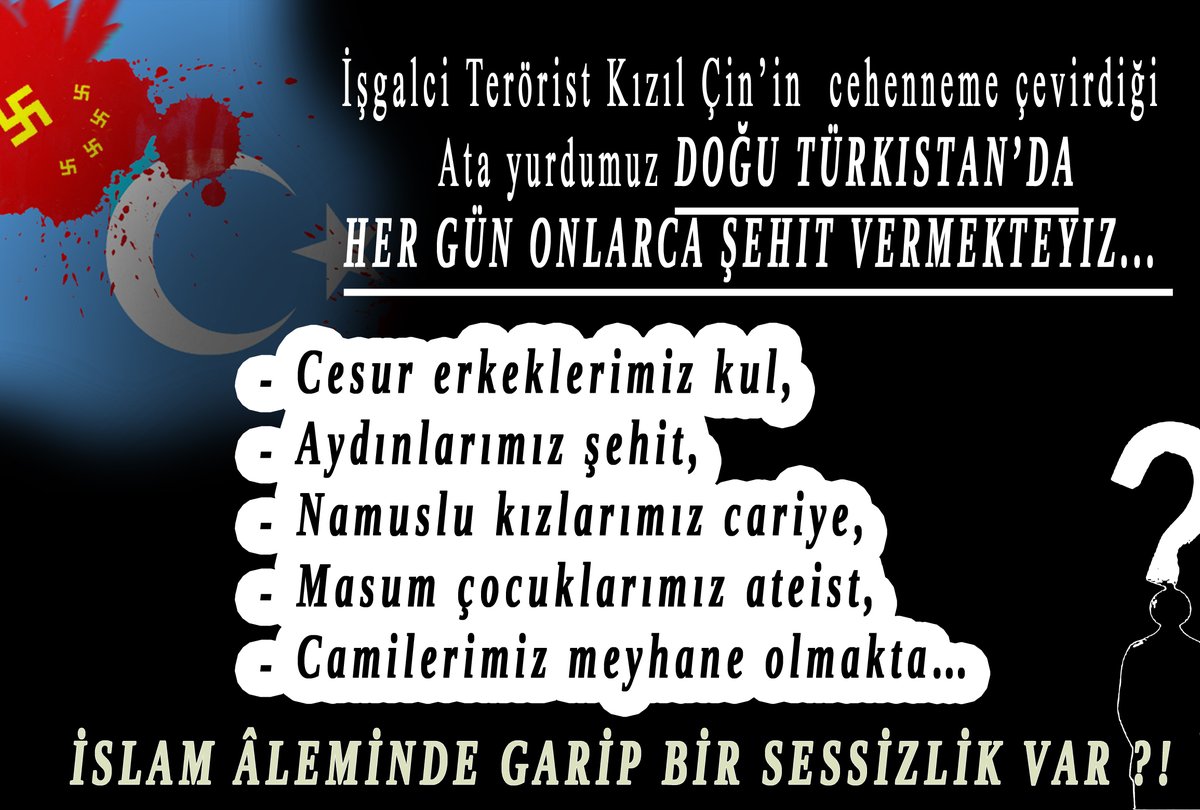 İşgalci Terörist Kızıl Çin’in cehenneme çevirdiği
Ata yurdumuz DOĞU TÜRKISTAN’DA
HER GÜN ONLARCA ŞEHIT VERMEKTEYIZ...
- Cesur erkeklerimiz kul,
- Aydınlarımız şehit,
- Namuslu kızlarımız cariye,
- Masum çocuklarımız ateist,
- Camilerimiz meyhane olmakta...
?
İSLAM ÂLEMİNDE GARİP BİR SESSİZLİK VAR ?!